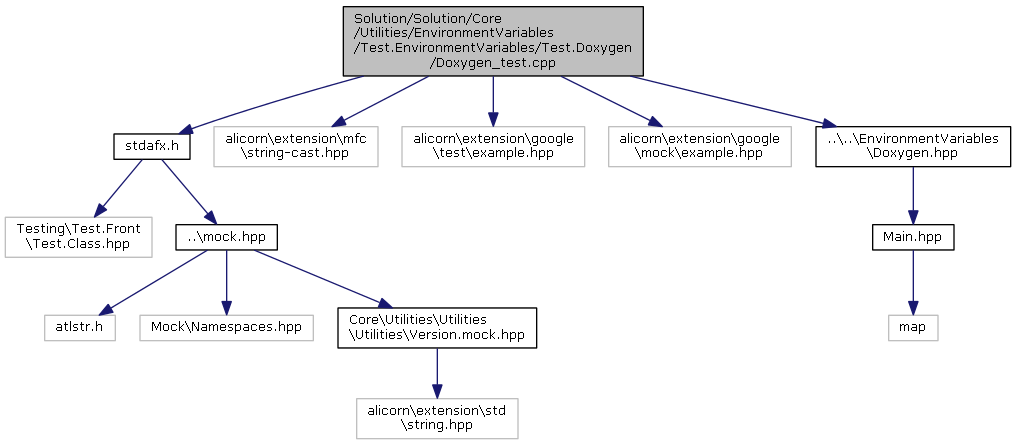 Solution/Solution/Core
/Utilities/EnvironmentVariables
/Test.EnvironmentVariables/Test.Doxygen
/Doxygen_test.cpp
stdafx.h
alicorn\extension\mfc
\string-cast.hpp
alicorn\extension\google
\test\example.hpp
alicorn\extension\google
\mock\example.hpp
..\..\EnvironmentVariables
\Doxygen.hpp
Testing\Test.Front
\Test.Class.hpp
..\mock.hpp
Main.hpp
atlstr.h
Mock\Namespaces.hpp
Core\Utilities\Utilities
\Utilities\Version.mock.hpp
map
alicorn\extension\std
\string.hpp